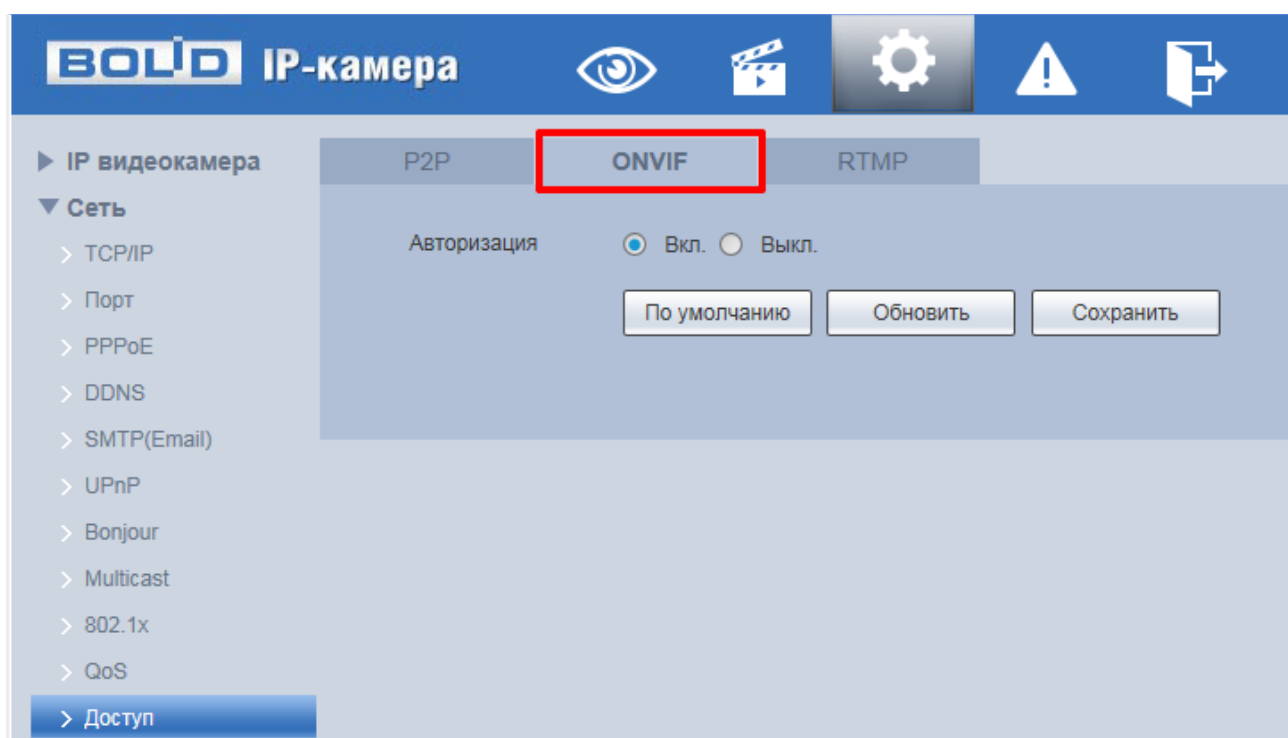 BOLID IP-камера
IP видеокамера
Сеть
TCP/IP
Порт
PPPoE
DDNS
SMTP(Email)
UPnP
Bonjour
Multicast
802.1x
QoS
Доступ
P2P ONVIF RTMP
Авторизация Вкл. Выкл.
По умолчанию Обновить Сохранить